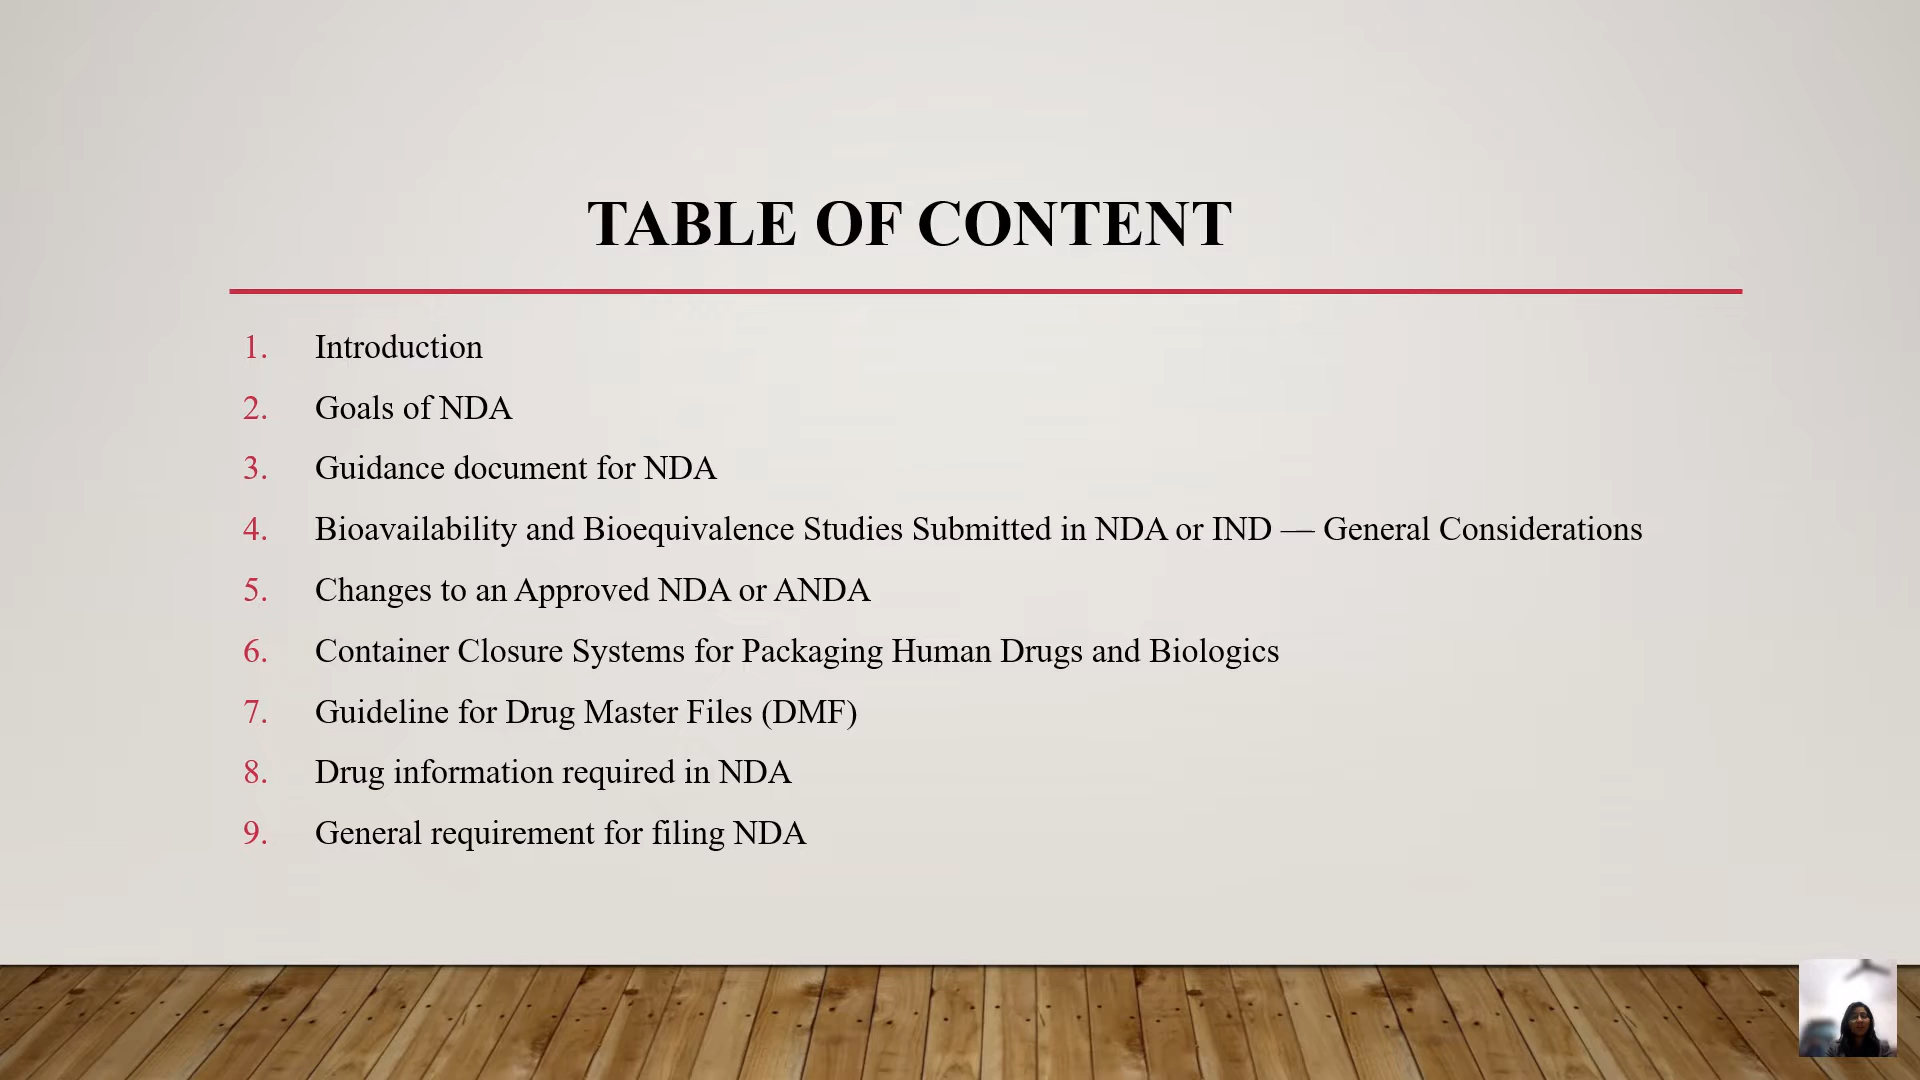 TABLE OF CONTENT
1. Introduction
2. Goals of NDA
3. Guidance document for NDA
4. Bioavailability and Bioequivalence Studies Submitted in NDA or IND — General Considerations
5. Changes to an Approved NDA or ANDA
6. Container Closure Systems for Packaging Human Drugs and Biologics
7. Guideline for Drug Master Files (DMF)
8. Drug information required in NDA
9. General requirement for filing NDA